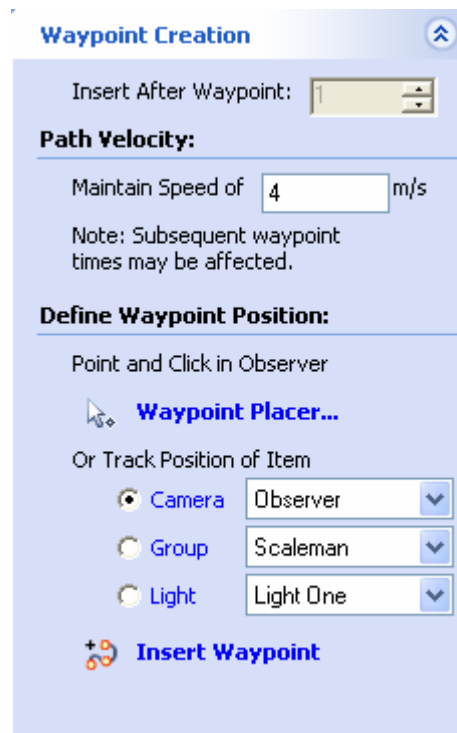 Waypoint Creation
Insert After Waypoint: 1
Path Velocity:
Maintain Speed of 4 m/s
Note: Subsequent waypoint
times may be affected.
Define Waypoint Position:
Point and Click in Observer
Waypoint Placer...
Or Track Position of Item
Camera Observer
Group Scaleman
Light Light One
Insert Waypoint